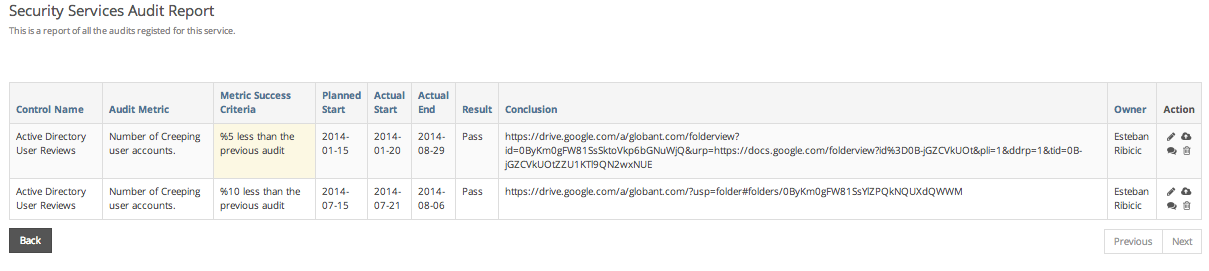 Security Services Audit Report
This is a report of all the audits registed for this service.
Control Name Audit Metric Metric Success Criteria Planned Start Actual Start Actual End Result Conclusion Owner Action
Active Directory User Reviews Number of Creeping user accounts. %5 less than the previous audit 2014-01-15 2014-01-20 2014-08-29 Pass https://drive.google.com/a/globant.com/folderview?
id=0ByKm0gFW81SsSktoVkp6bGNuWjQ&urp=https://docs.google.com/folderview?id%3D0B-jGZCVkUOt&pli=1&ddrp=1&tid=0B-
jGZCVkUOtZZU1KTl9QN2wxNUE Esteban Ribicic
Active Directory User Reviews Number of Creeping user accounts. %10 less than the previous audit 2014-07-15 2014-07-21 2014-08-06 Pass https://drive.google.com/a/globant.com/?usp=folder#folders/0ByKm0gFW81SsYlZPQkNQUXdQWWM Esteban Ribicic
Back Previous Next